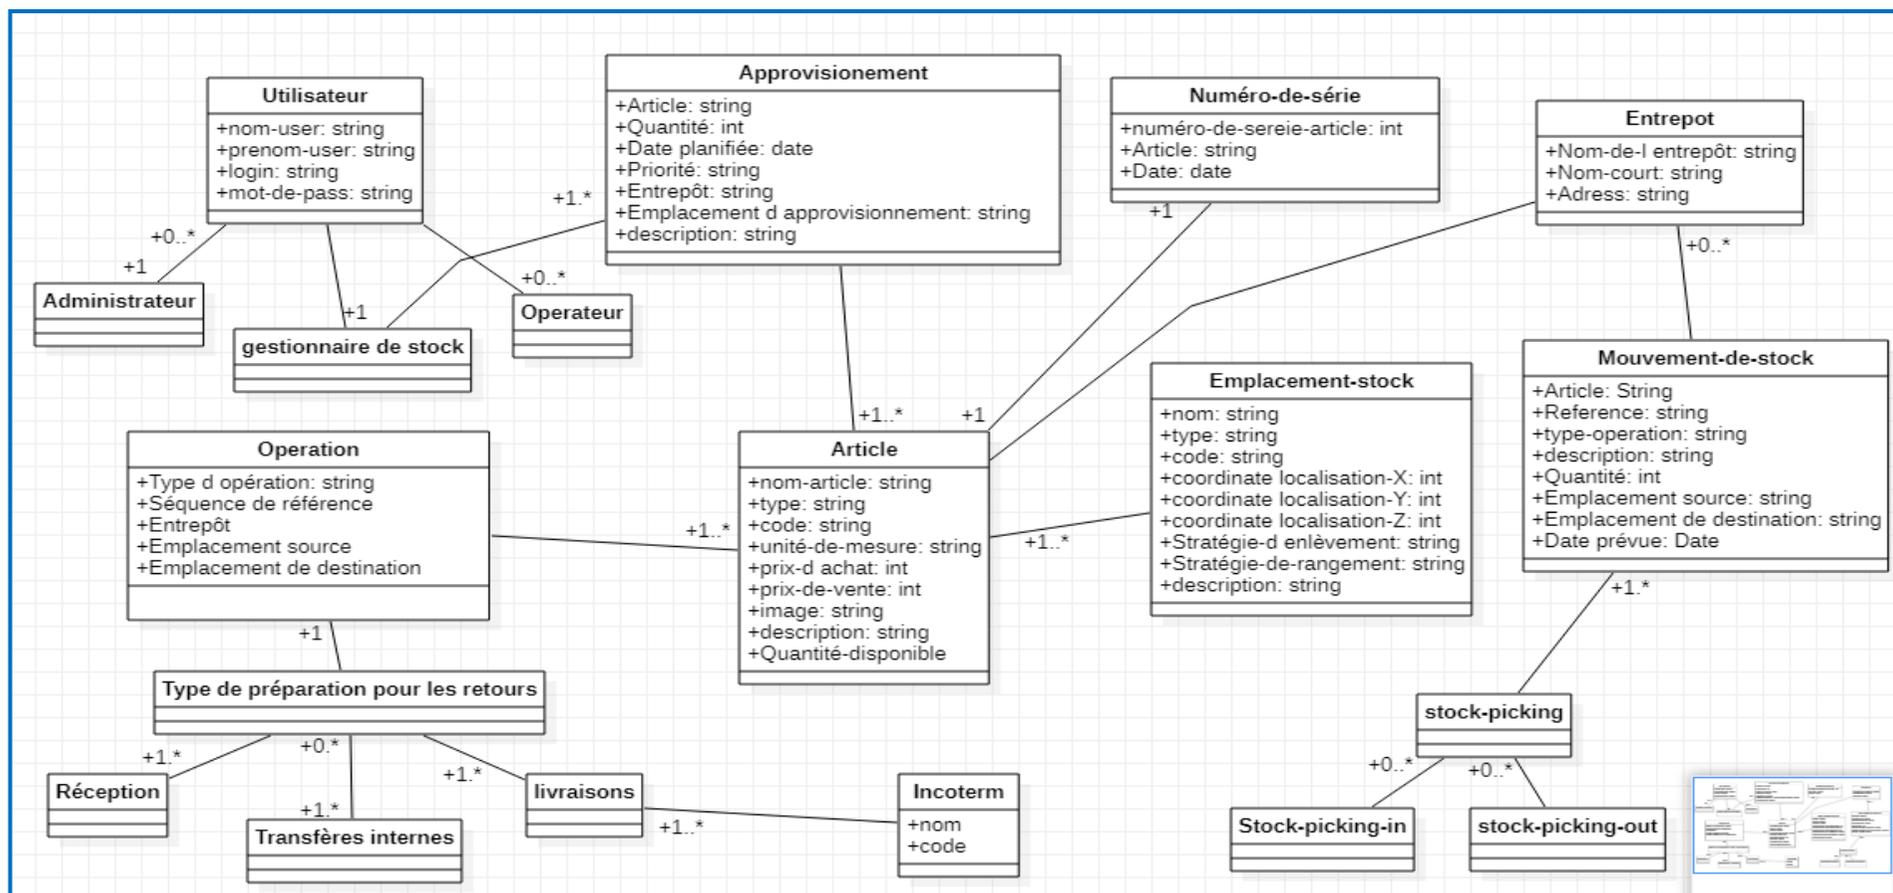 Utilisateur
+nom-user: string
+prenom-user: string
+login: string
+mot-de-pass: string
Approvisionement
+Article: string
+Quantité: int
+Date planifiée: date
+Priorité: string
+Entrepôt: string
+Emplacement d approvisionnement: string
+description: string
Numéro-de-série
+numéro-de-sereie-article: int
+Article: string
+Date: date
Entrepot
+Nom-de-l entrepôt: string
+Nom-court: string
+Adress: string
+1.*
+1
+0..*
+1
+0..*
+0..*
+1
Administrateur
gestionnaire de stock
Operateur
+1..*
+1
Mouvement-de-stock
+Article: String
+Reference: string
+type-operation: string
+description: string
+Quantité: int
+Emplacement source: string
+Emplacement de destination: string
+Date prévue: Date
Emplacement-stock
+nom: string
+type: string
+code: string
+coordinate localisation-X: int
+coordinate localisation-Y: int
+coordinate localisation-Z: int
+Stratégie-d enlèvement: string
+Stratégie-de-rangement: string
+description: string
Operation
+Type d opération: string
+Séquence de référence
+Entrepôt
+Emplacement source
+Emplacement de destination
+1..*
Article
+nom-article: string
+type: string
+code: string
+unité-de-mesure: string
+prix-d achat: int
+prix-de-vente: int
+image: string
+description: string
+Quantité-disponible
+1..*
+1.*
+1
Type de préparation pour les retours
+1.*
+0.*
+1.*
+1.*
Réception
Transfères internes
livraisons
+1..*
Incoterm
+nom
+code
stock-picking
+0..*
+0..*
Stock-picking-in
stock-picking-out